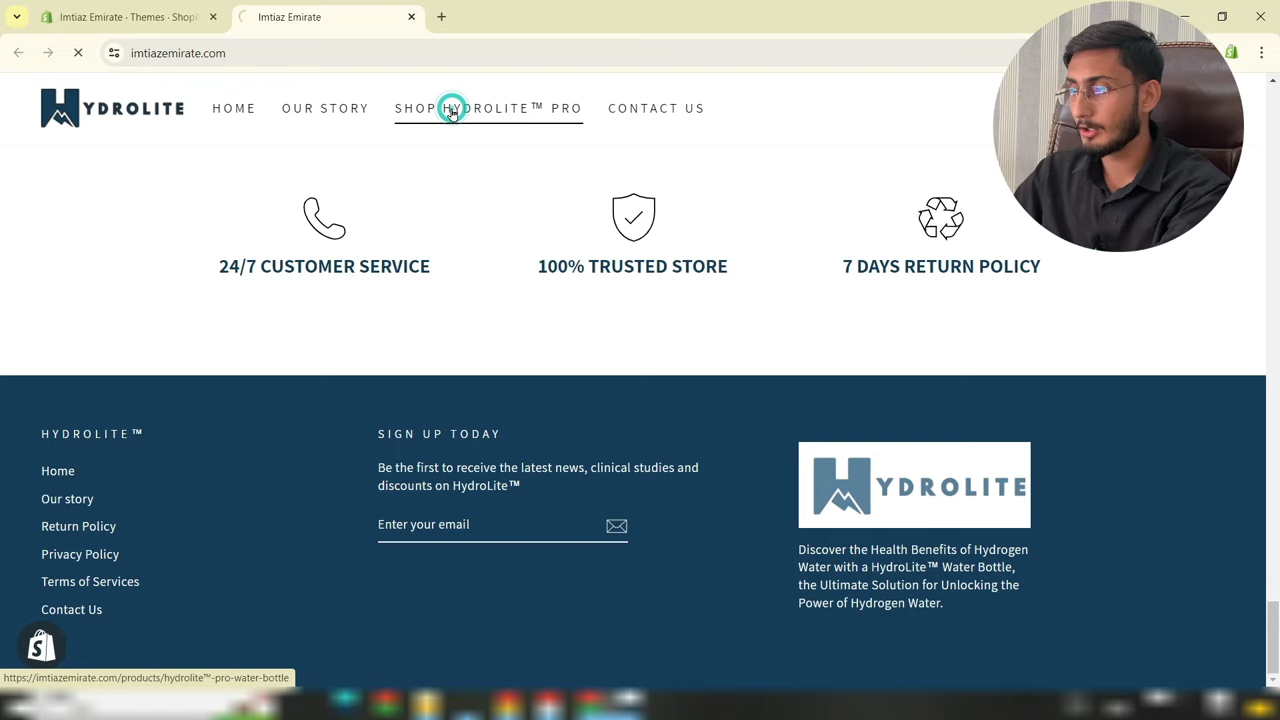 Imtiaz Emirate · Themes · Shop
Imtiaz Emirate
imtiazemirate.com
HYDROLITE
HOME
OUR STORY
SHOP HYDROLITE™ PRO
CONTACT US
24/7 CUSTOMER SERVICE
100% TRUSTED STORE
7 DAYS RETURN POLICY
HYDROLITE™
Home
Our story
Return Policy
Privacy Policy
Terms of Services
Contact Us
SIGN UP TODAY
Be the first to receive the latest news, clinical studies and
discounts on HydroLite™
Enter your email
HYDROLITE
Discover the Health Benefits of Hydrogen
Water with a HydroLite™ Water Bottle,
the Ultimate Solution for Unlocking the
Power of Hydrogen Water.
https://imtiazemirate.com/products/hydrolite™-pro-water-bottle